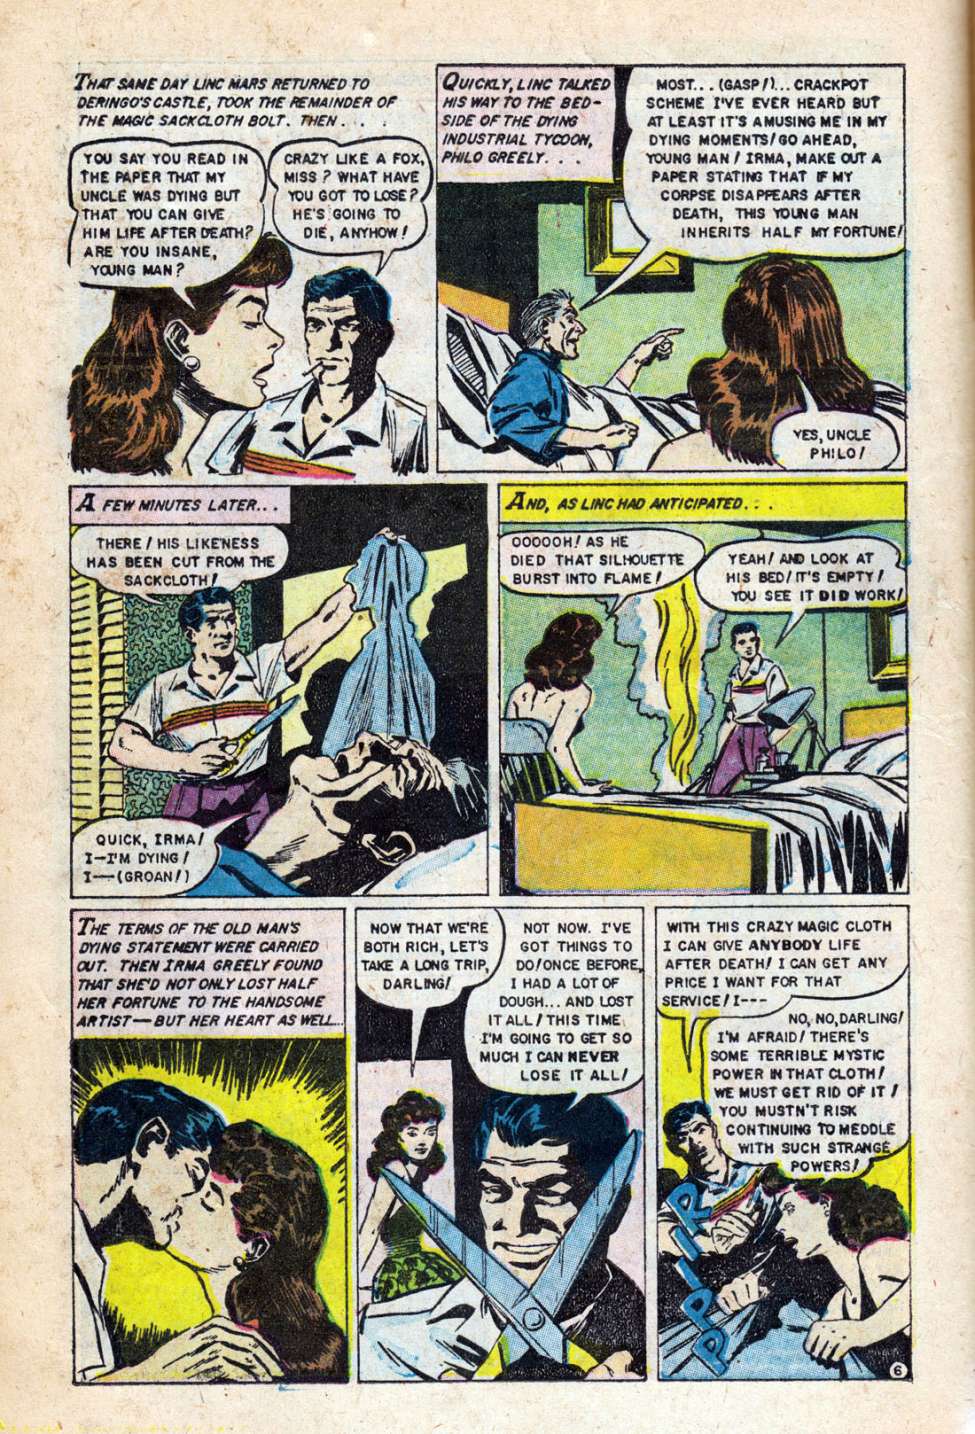 THAT SAME DAY LINC MARS RETURNED TO
DERINGO'S CASTLE, TOOK THE REMAINDER OF
THE MAGIC SACKCLOTH BOLT. THEN . . .
YOU SAY YOU READ IN
THE PAPER THAT MY
UNCLE WAS DYING BUT
THAT YOU CAN GIVE
HIM LIFE AFTER DEATH?
ARE YOU INSANE,
YOUNG MAN?
CRAZY LIKE A FOX,
MISS? WHAT HAVE
YOU GOT TO LOSE?
HE'S GOING TO
DIE, ANYHOW!
QUICKLY, LINC TALKED
HIS WAY TO THE BED-
SIDE OF THE DYING
INDUSTRIAL TYCOON,
PHILO GREELY. . .
MOST... (GASP!)... CRACKPOT
SCHEME I'VE EVER HEARD BUT
AT LEAST IT'S AMUSING ME IN MY
DYING MOMENTS! GO AHEAD,
YOUNG MAN! IRMA, MAKE OUT A
PAPER STATING THAT IF MY
CORPSE DISAPPEARS AFTER
DEATH, THIS YOUNG MAN
INHERITS HALF MY FORTUNE!
YES, UNCLE
PHILO!
A FEW MINUTES LATER...
THERE! HIS LIKE'NESS
HAS BEEN CUT FROM THE
SACKCLOTH!
QUICK, IRMA!
I-I'M DYING!
I--(GROAN!)
AND, AS LINC HAD ANTICIPATED. . .
OOOOOH! AS HE
DIED THAT SILHOUETTE
BURST INTO FLAME!
YEAH! AND LOOK AT
HIS BED! IT'S EMPTY!
YOU SEE IT DID WORK!
THE TERMS OF THE OLD MAN'S
DYING STATEMENT WERE CARRIED
OUT. THEN IRMA GREELY FOUND
THAT SHE'D NOT ONLY LOST HALF
HER FORTUNE TO THE HANDSOME
ARTIST—BUT HER HEART AS WELL...
NOW THAT WE'RE
BOTH RICH, LET'S
TAKE A LONG TRIP,
DARLING!
NOT NOW. I'VE
GOT THINGS TO
DO! ONCE BEFORE,
I HAD A LOT OF
DOUGH... AND LOST
IT ALL! THIS TIME
I'M GOING TO GET SO
MUCH I CAN NEVER
LOSE IT ALL!
WITH THIS CRAZY MAGIC CLOTH
I CAN GIVE ANYBODY LIFE
AFTER DEATH! I CAN GET ANY
PRICE I WANT FOR THAT
SERVICE! I---
NO, NO, DARLING!
I'M AFRAID! THERE'S
SOME TERRIBLE MYSTIC
POWER IN THAT CLOTH!
WE MUST GET RID OF IT!
YOU MUSTN'T RISK
CONTINUING TO MEDDLE
WITH SUCH STRANGE
POWERS!
RIPP
6